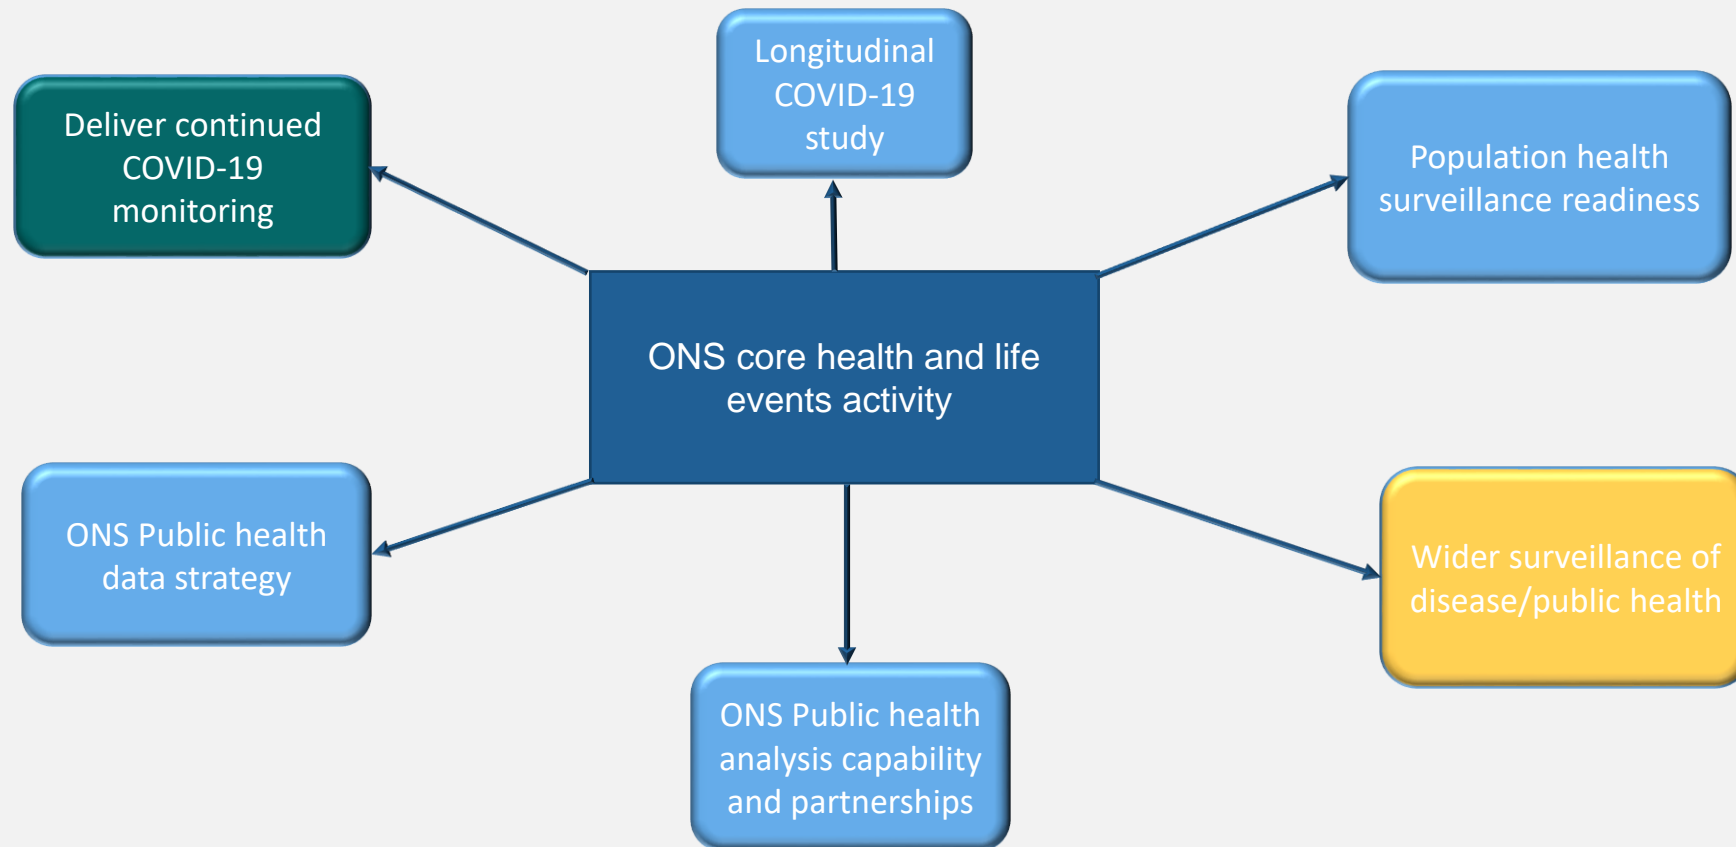 Longitudinal
COVID-19
study
Deliver continued
COVID-19
monitoring
Population health
surveillance readiness
ONS core health and life
events activity
ONS Public health
data strategy
Wider surveillance of
disease/public health
ONS Public health
analysis capability
and partnerships